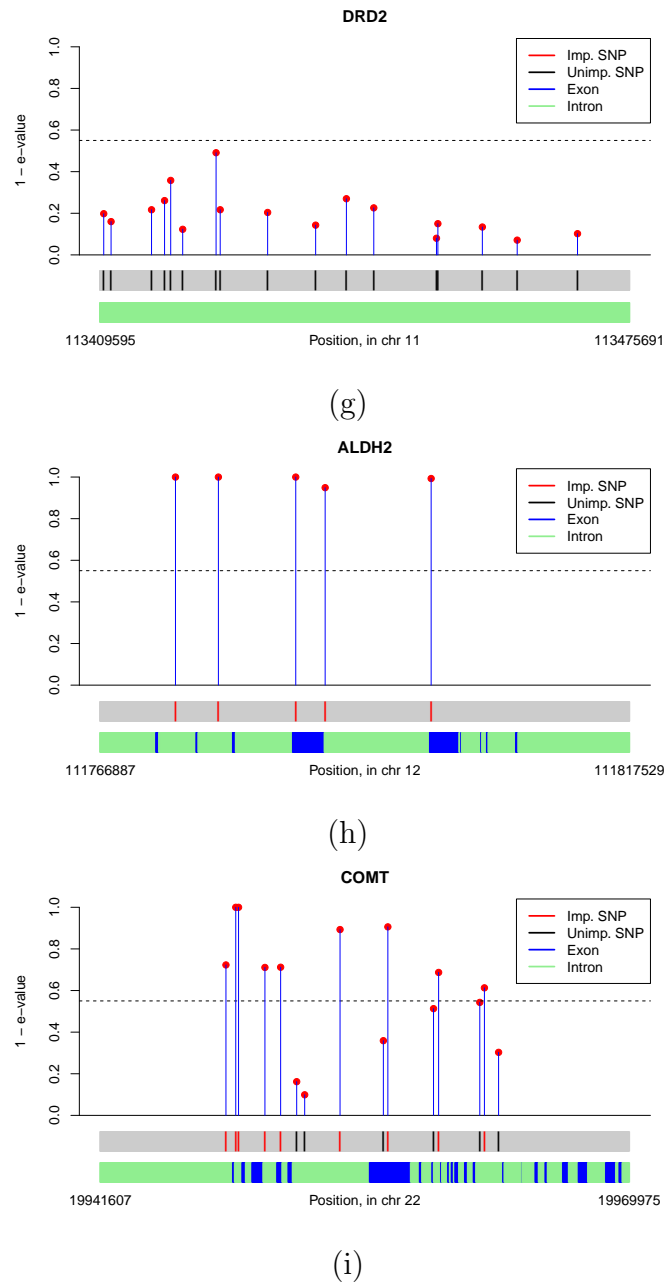 DRD2
1 − e−value
1.0
0.8
0.6
0.4
0.2
0.0
Imp. SNP
Unimp. SNP
Exon
Intron
113409595 Position, in chr 11 113475691
(g)
ALDH2
1 − e−value
1.0
0.8
0.6
0.4
0.2
0.0
Imp. SNP
Unimp. SNP
Exon
Intron
111766887 Position, in chr 12 111817529
(h)
COMT
1 − e−value
1.0
0.8
0.6
0.4
0.2
0.0
Imp. SNP
Unimp. SNP
Exon
Intron
19941607 Position, in chr 22 19969975
(i)